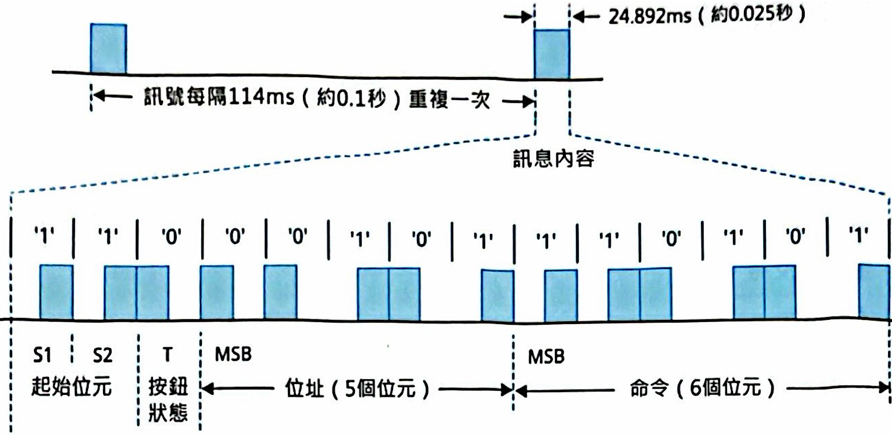 24.892ms（約0.025秒）
訊號每隔114ms（約0.1秒）重複一次
訊息內容
'1' '1' '0' '0' '0' '1' '0' '1' '1' '1' '0' '1' '0' '1'
S1 S2 T MSB MSB
起始位元 按鈕狀態 位址（5個位元） 命令（6個位元）